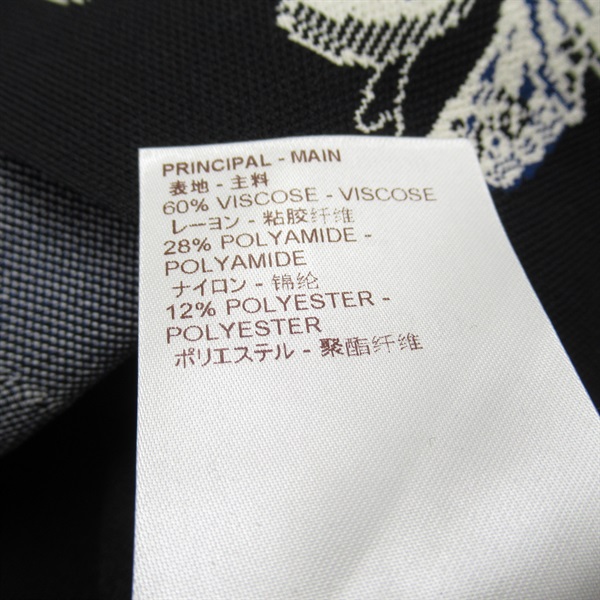 PRINCIPAL - MAIN
表地 - 主料
60% VISCOSE - VISCOSE
レーヨン - 粘胶纤维
28% POLYAMIDE -
POLYAMIDE
ナイロン - 锦纶
12% POLYESTER -
POLYESTER
ポリエステル - 聚酯纤维